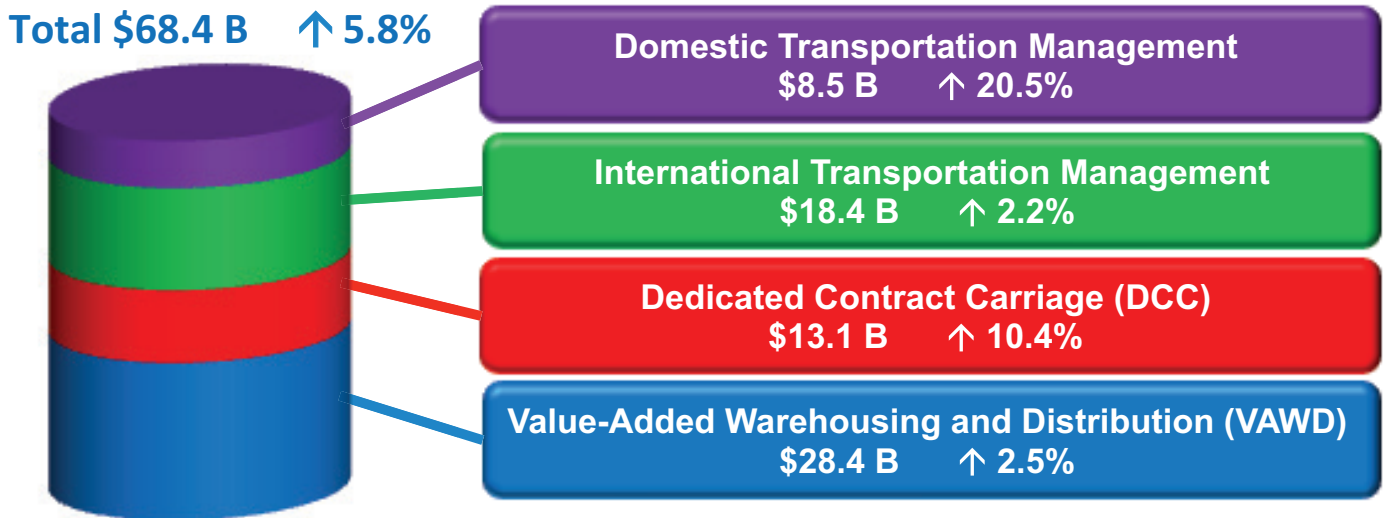 Total $68.4 B ↑ 5.8%
Domestic Transportation Management
$8.5 B ↑ 20.5%
International Transportation Management
$18.4 B ↑ 2.2%
Dedicated Contract Carriage (DCC)
$13.1 B ↑ 10.4%
Value-Added Warehousing and Distribution (VAWD)
$28.4 B ↑ 2.5%